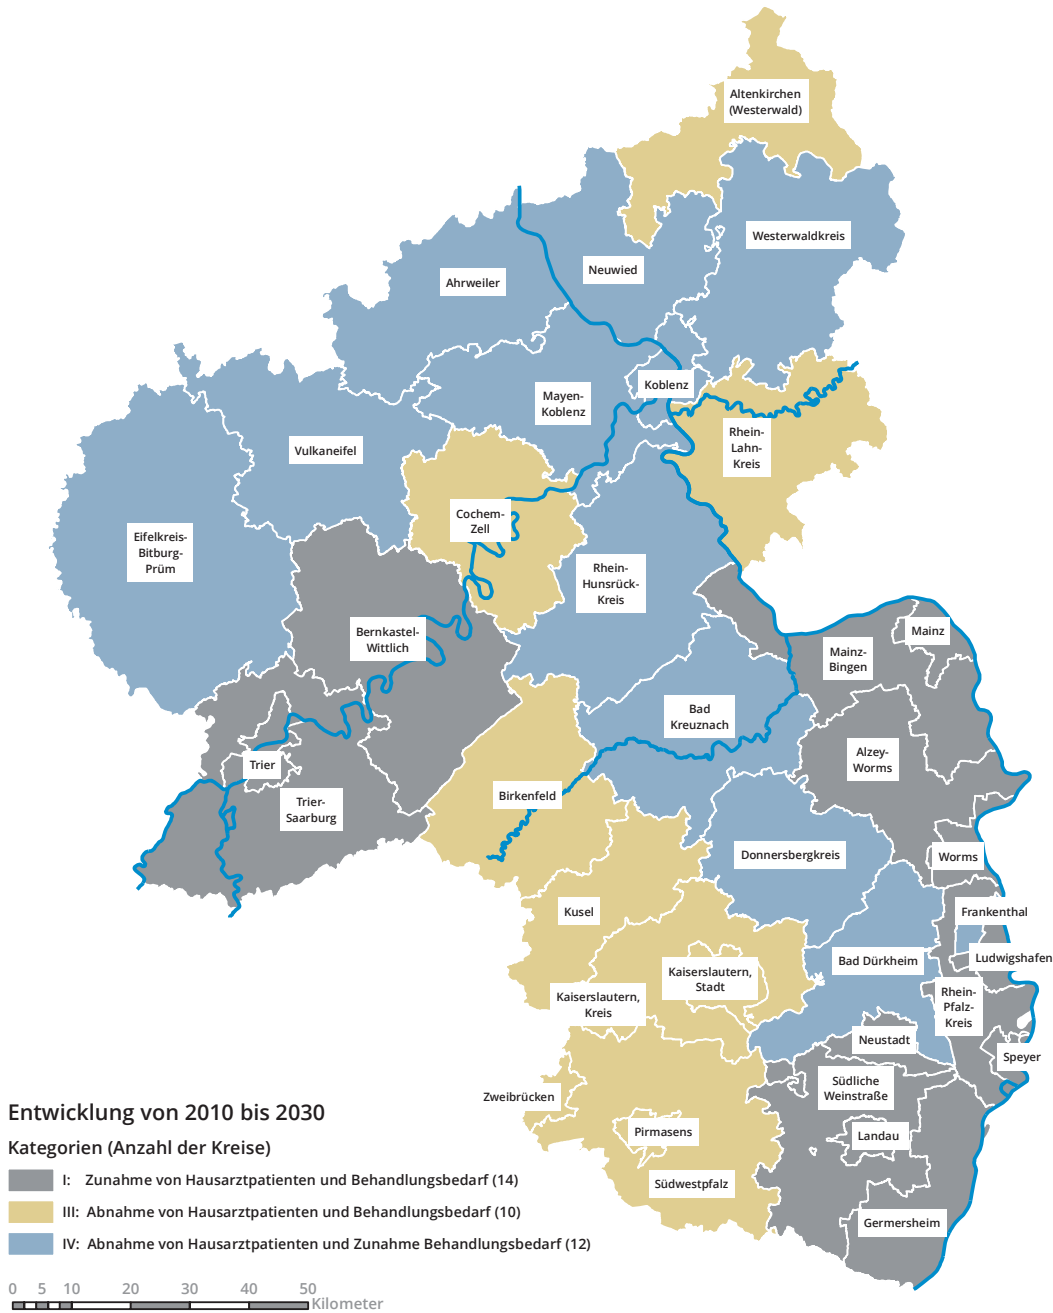 Altenkirchen
(Westerwald)
Westerwaldkreis
Neuwied
Ahrweiler
Koblenz
Mayen-
Koblenz
Rhein-
Lahn-
Kreis
Vulkaneifel
Cochem-
Zell
Eifelkreis-
Bitburg-
Prüm
Rhein-
Hunsrück-
Kreis
Bernkastel-
Wittlich
Mainz
Mainz-
Bingen
Bad
Kreuznach
Alzey-
Worms
Trier
Trier-
Saarburg
Birkenfeld
Donnersbergkreis
Worms
Kusel
Frankenthal
Bad Dürkheim
Ludwigshafen
Kaiserslautern,
Stadt
Kaiserslautern,
Kreis
Rhein-
Pfalz-
Kreis
Neustadt
Speyer
Südliche
Weinstraße
Zweibrücken
Pirmasens
Landau
Südwestpfalz
Germersheim
Entwicklung von 2010 bis 2030
Kategorien (Anzahl der Kreise)
I: Zunahme von Hausarztpatienten und Behandlungsbedarf (14)
III: Abnahme von Hausarztpatienten und Behandlungsbedarf (10)
IV: Abnahme von Hausarztpatienten und Zunahme Behandlungsbedarf (12)
0 5 10 20 30 40 50
Kilometer